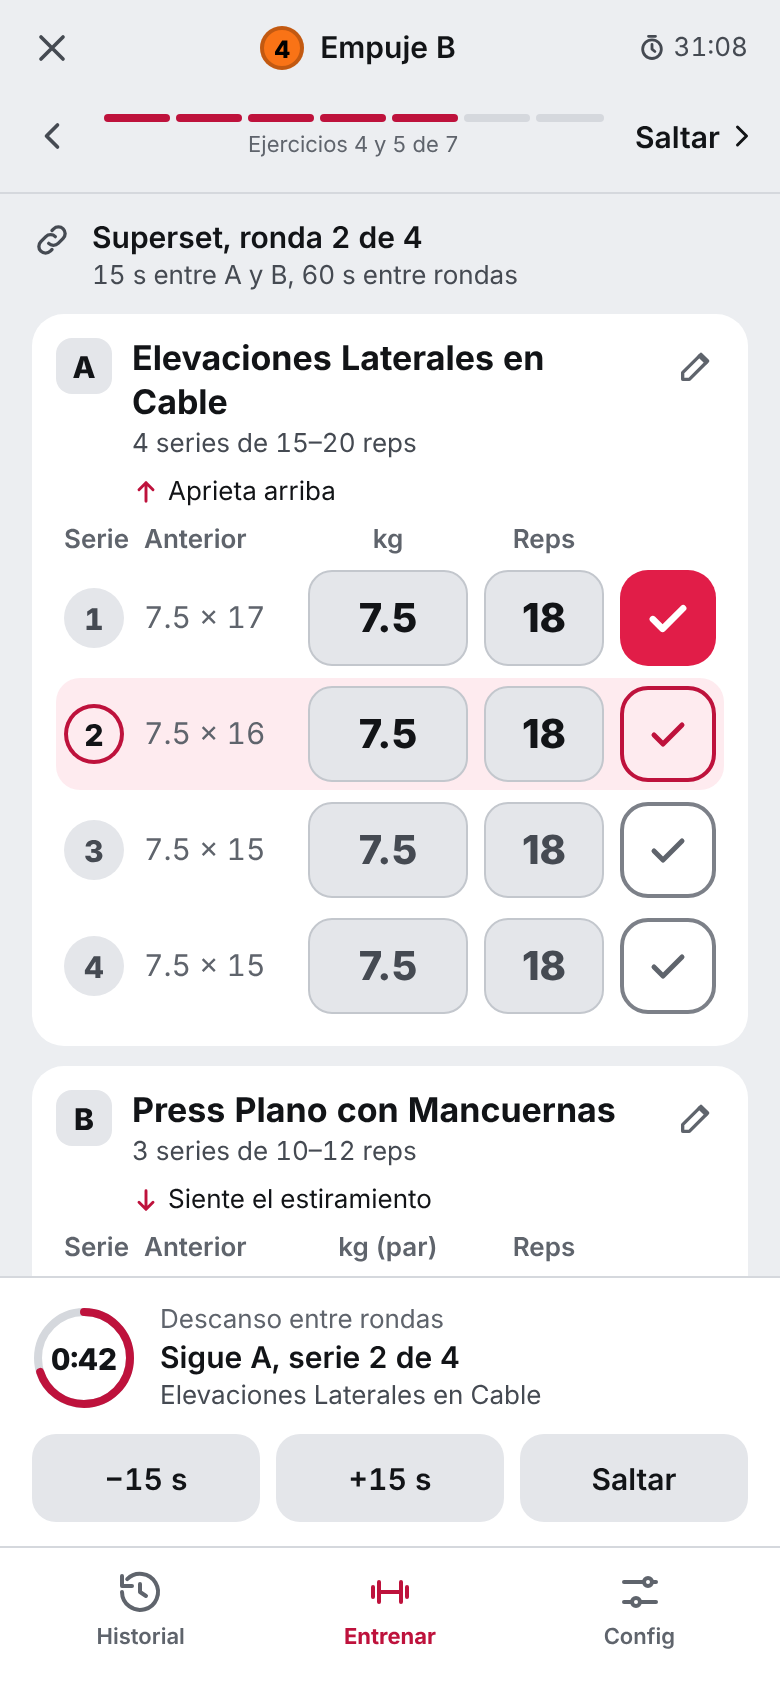 4 Empuje B 31:08
Ejercicios 4 y 5 de 7
Saltar
Superset, ronda 2 de 4
15 s entre A y B, 60 s entre rondas
A Elevaciones Laterales en
Cable
4 series de 15–20 reps
↑ Aprieta arriba
Serie Anterior kg Reps
1 7.5 × 17 7.5 18
2 7.5 × 16 7.5 18
3 7.5 × 15 7.5 18
4 7.5 × 15 7.5 18
B Press Plano con Mancuernas
3 series de 10–12 reps
↓ Siente el estiramiento
Serie Anterior kg (par) Reps
0:42
Descanso entre rondas
Sigue A, serie 2 de 4
Elevaciones Laterales en Cable
−15 s +15 s Saltar
Historial Entrenar Config